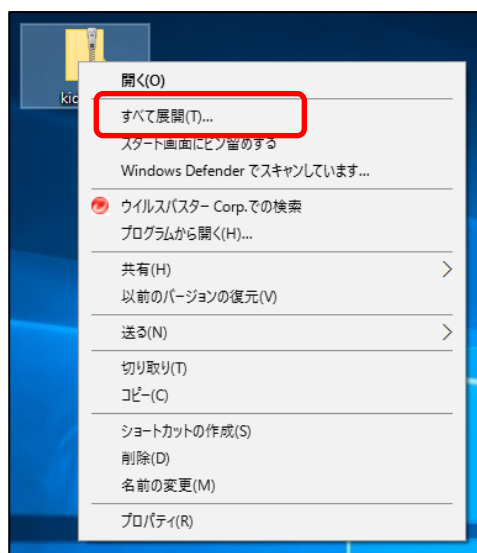 開く(O)
すべて展開(T)...
スタート画面にピン留めする
Windows Defender でスキャンしています...
ウイルスバスター Corp.での検索
プログラムから開く(H)...
共有(H)
以前のバージョンの復元(V)
送る(N)
切り取り(T)
コピー(C)
ショートカットの作成(S)
削除(D)
名前の変更(M)
プロパティ(R)